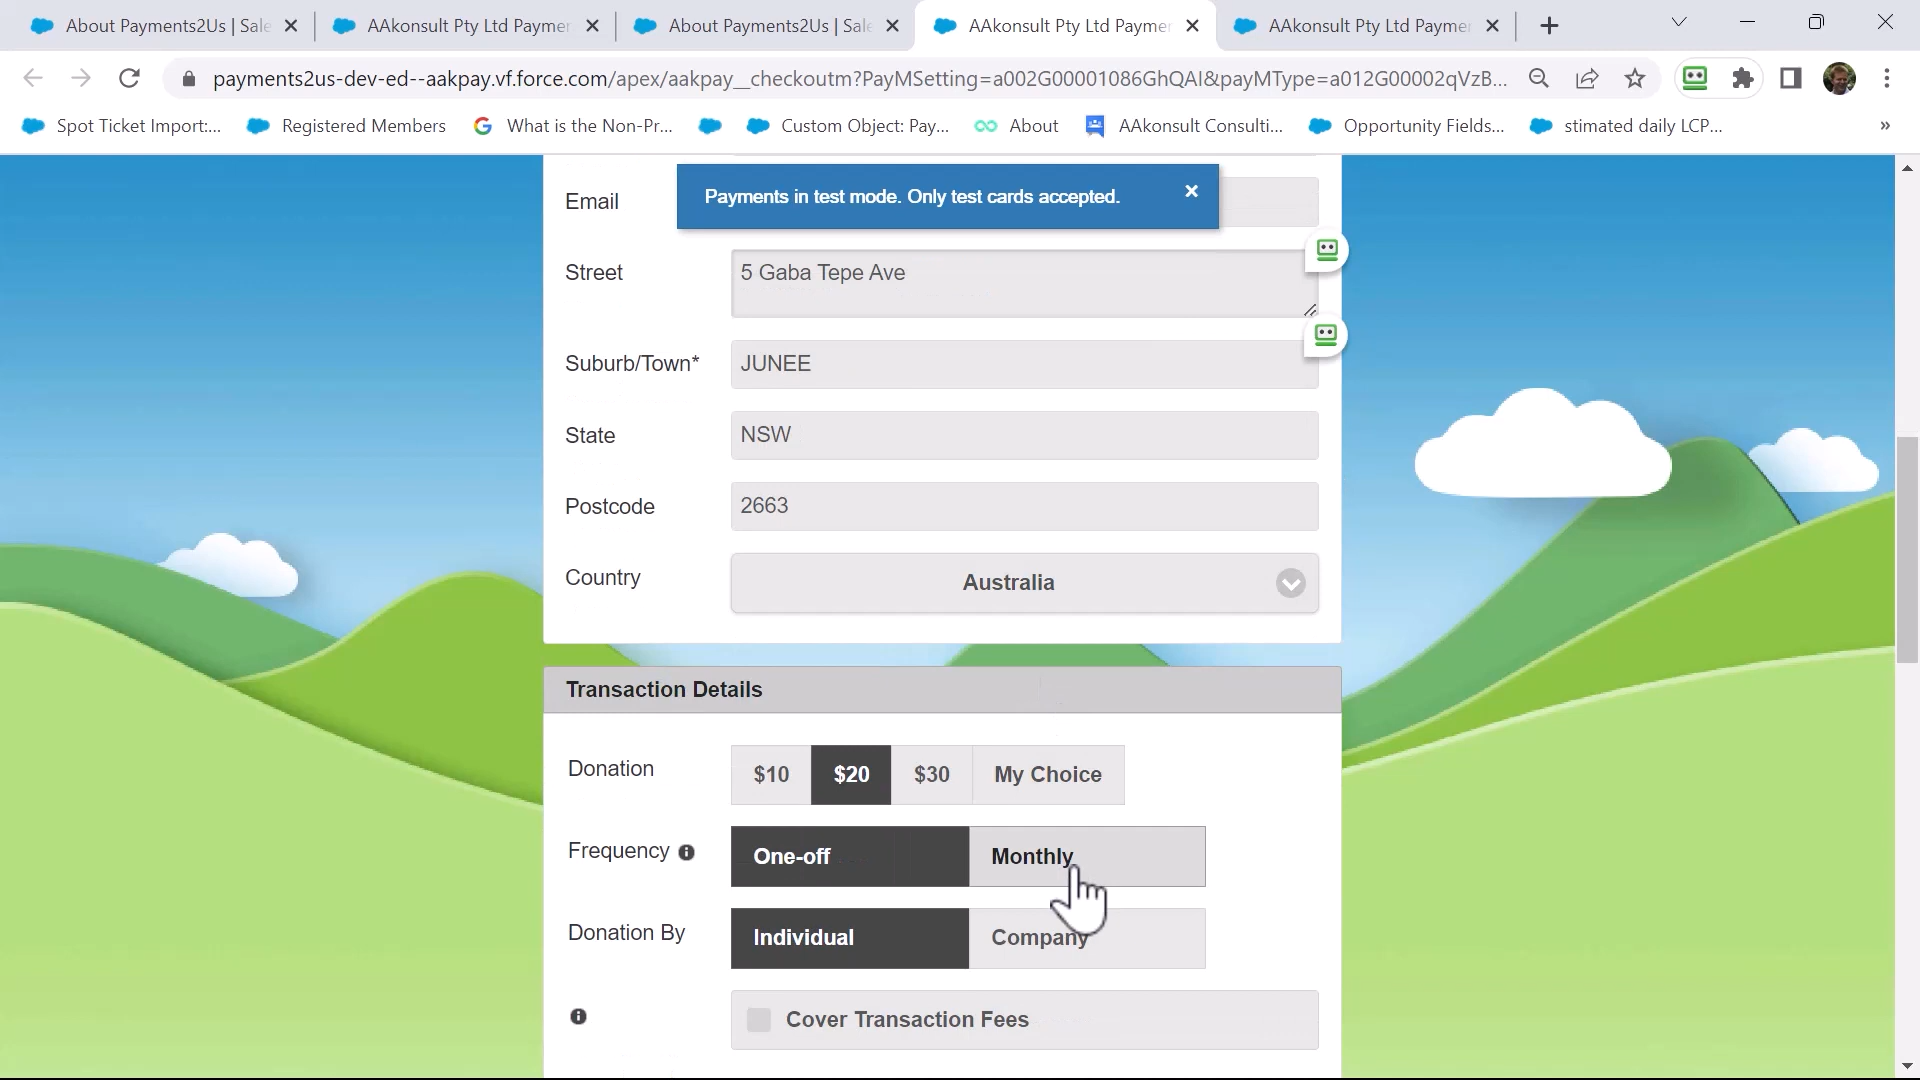 About Payments2Us | Sale
AAkonsult Pty Ltd Paymen
About Payments2Us | Sale
AAkonsult Pty Ltd Paymer
AAkonsult Pty Ltd Paymer
payments2us-dev-ed--aakpay.vf.force.com/apex/aakpay__checkoutm?PayMSetting=a002G00001086GhQAI&payMType=a012G00002qVzB...
Spot Ticket Import:...
Registered Members
What is the Non-Pr...
Custom Object: Pay...
About
AAkonsult Consulti...
Opportunity Fields...
stimated daily LCP...
»
Payments in test mode. Only test cards accepted.
Email
Street
5 Gaba Tepe Ave
Suburb/Town*
JUNEE
State
NSW
Postcode
2663
Country
Australia
Transaction Details
Donation
$10
$20
$30
My Choice
Frequency
One-off
Monthly
Donation By
Individual
Company
Cover Transaction Fees